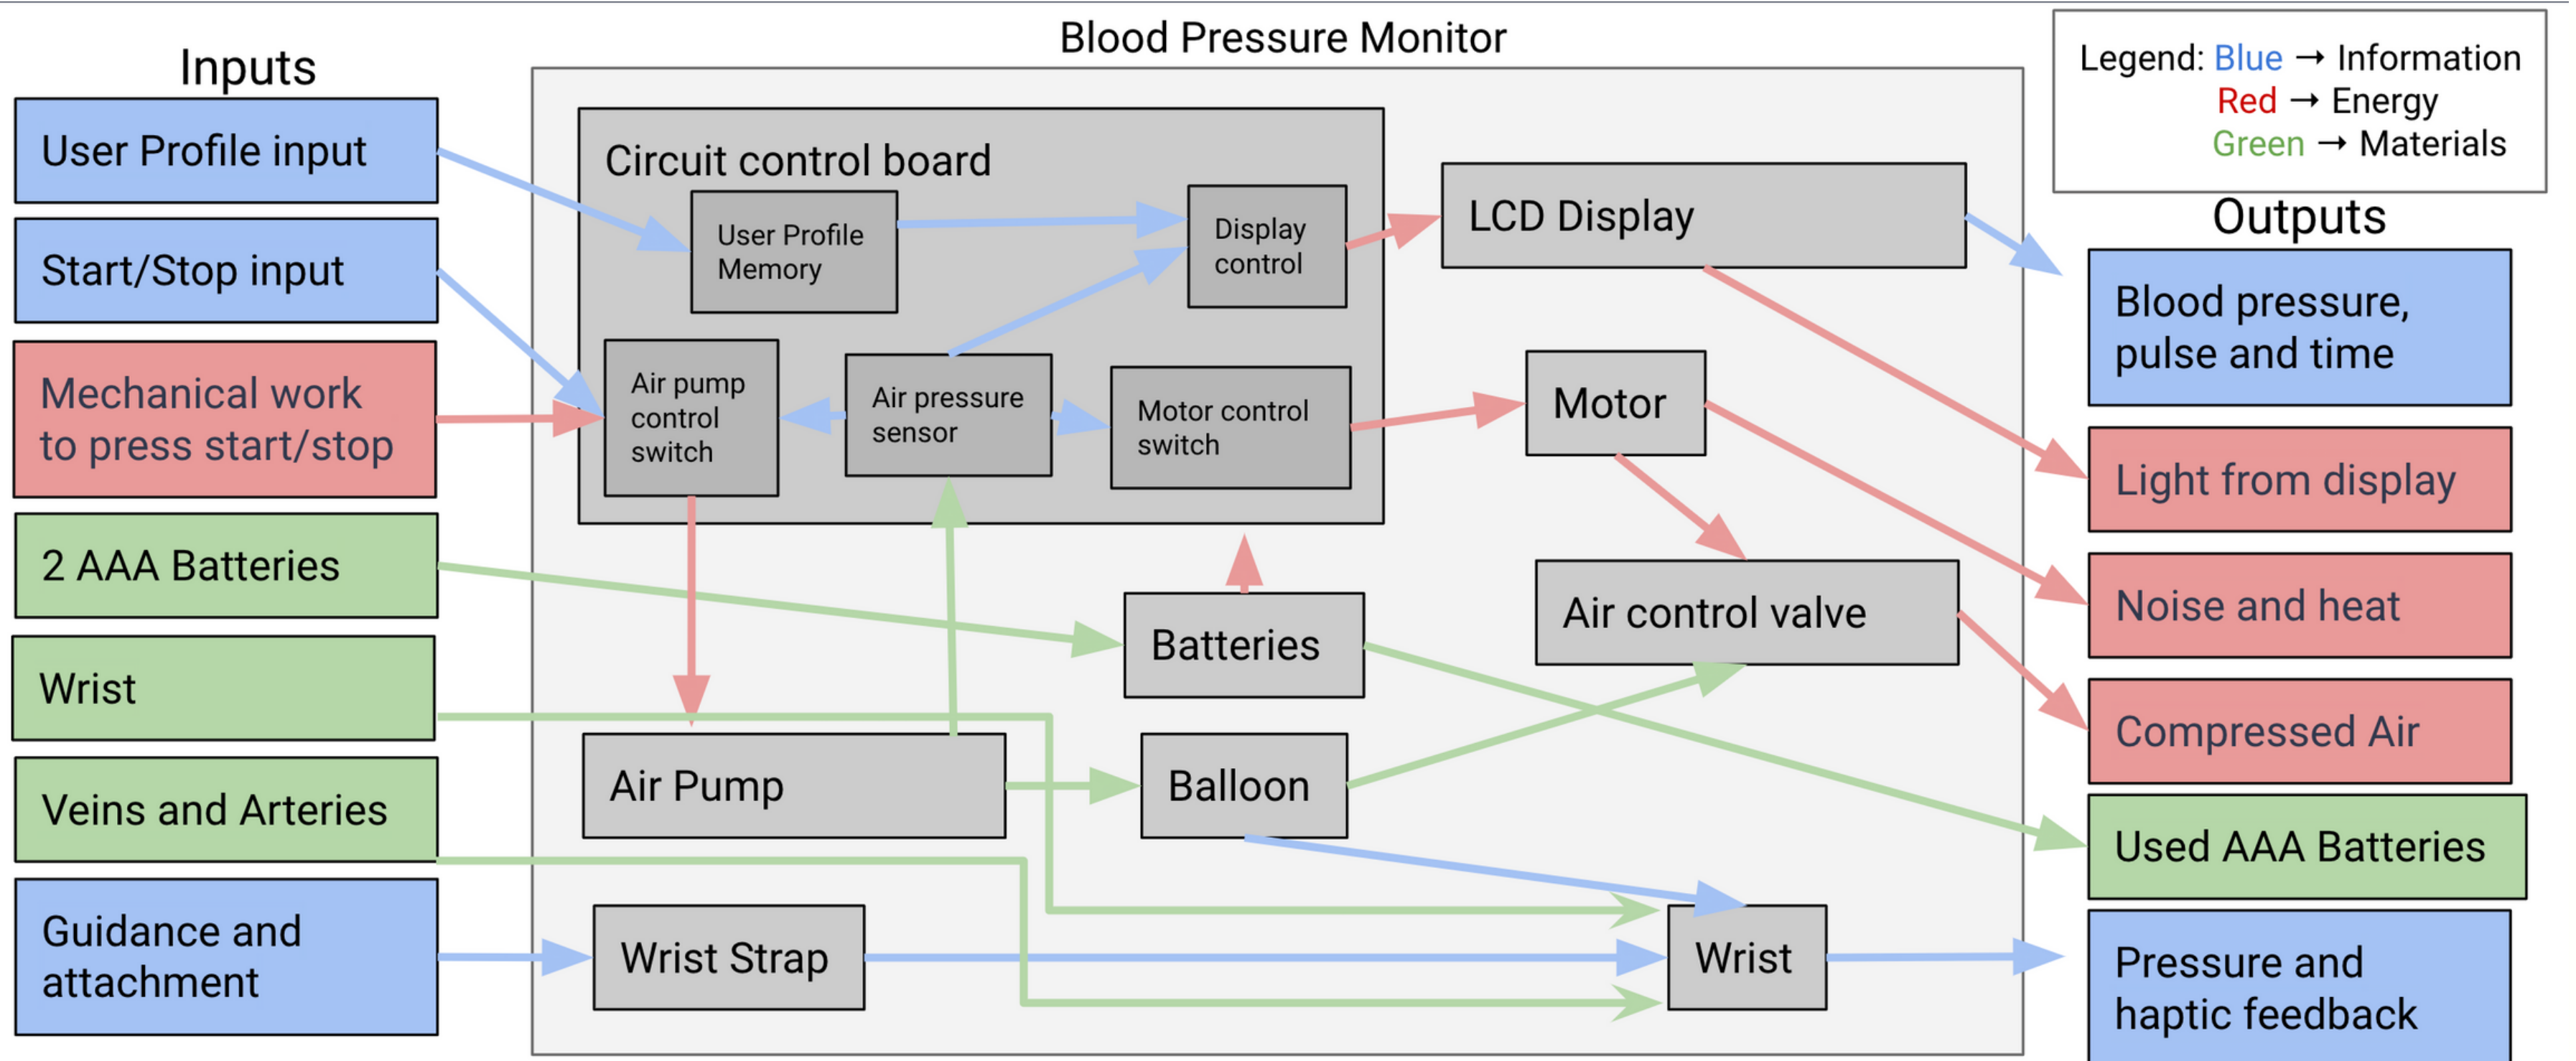 Blood Pressure Monitor
Legend: Blue → Information
Red → Energy
Green → Materials
Inputs
User Profile input
Start/Stop input
Mechanical work
to press start/stop
2 AAA Batteries
Wrist
Veins and Arteries
Guidance and
attachment
Circuit control board
User Profile
Memory
Display
control
Air pump
control
switch
Air pressure
sensor
Motor control
switch
LCD Display
Motor
Batteries
Air control valve
Air Pump
Balloon
Wrist Strap
Wrist
Outputs
Blood pressure,
pulse and time
Light from display
Noise and heat
Compressed Air
Used AAA Batteries
Pressure and
haptic feedback